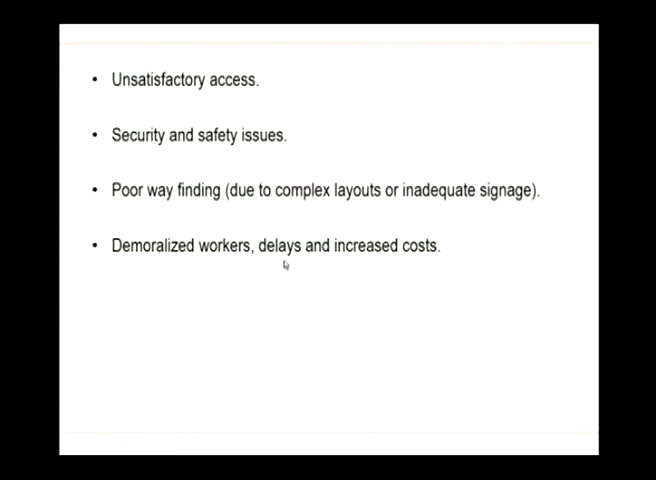 • Unsatisfactory access.
• Security and safety issues.
• Poor way finding (due to complex layouts or inadequate signage).
• Demoralized workers, delays and increased costs.